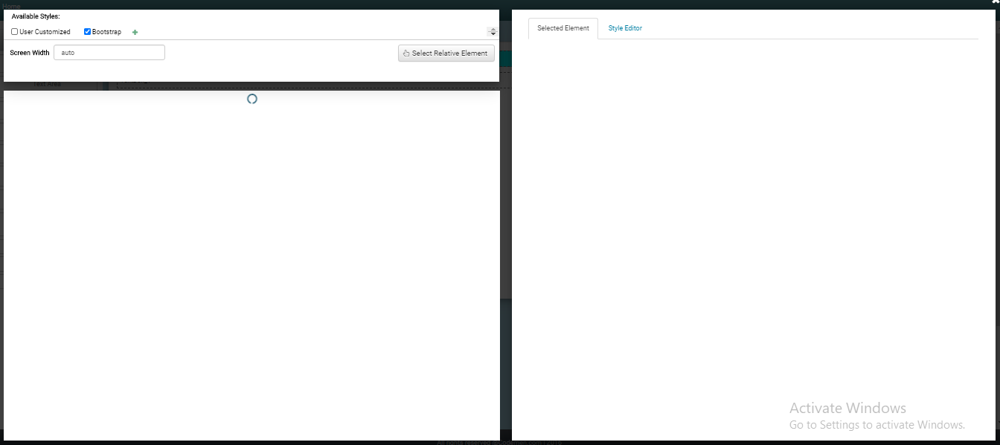 Home
Available Styles:
User Customized Bootstrap
Screen Width auto Select Relative Element
Text Area
Selected Element Style Editor
Activate Windows
Go to Settings to activate Windows.